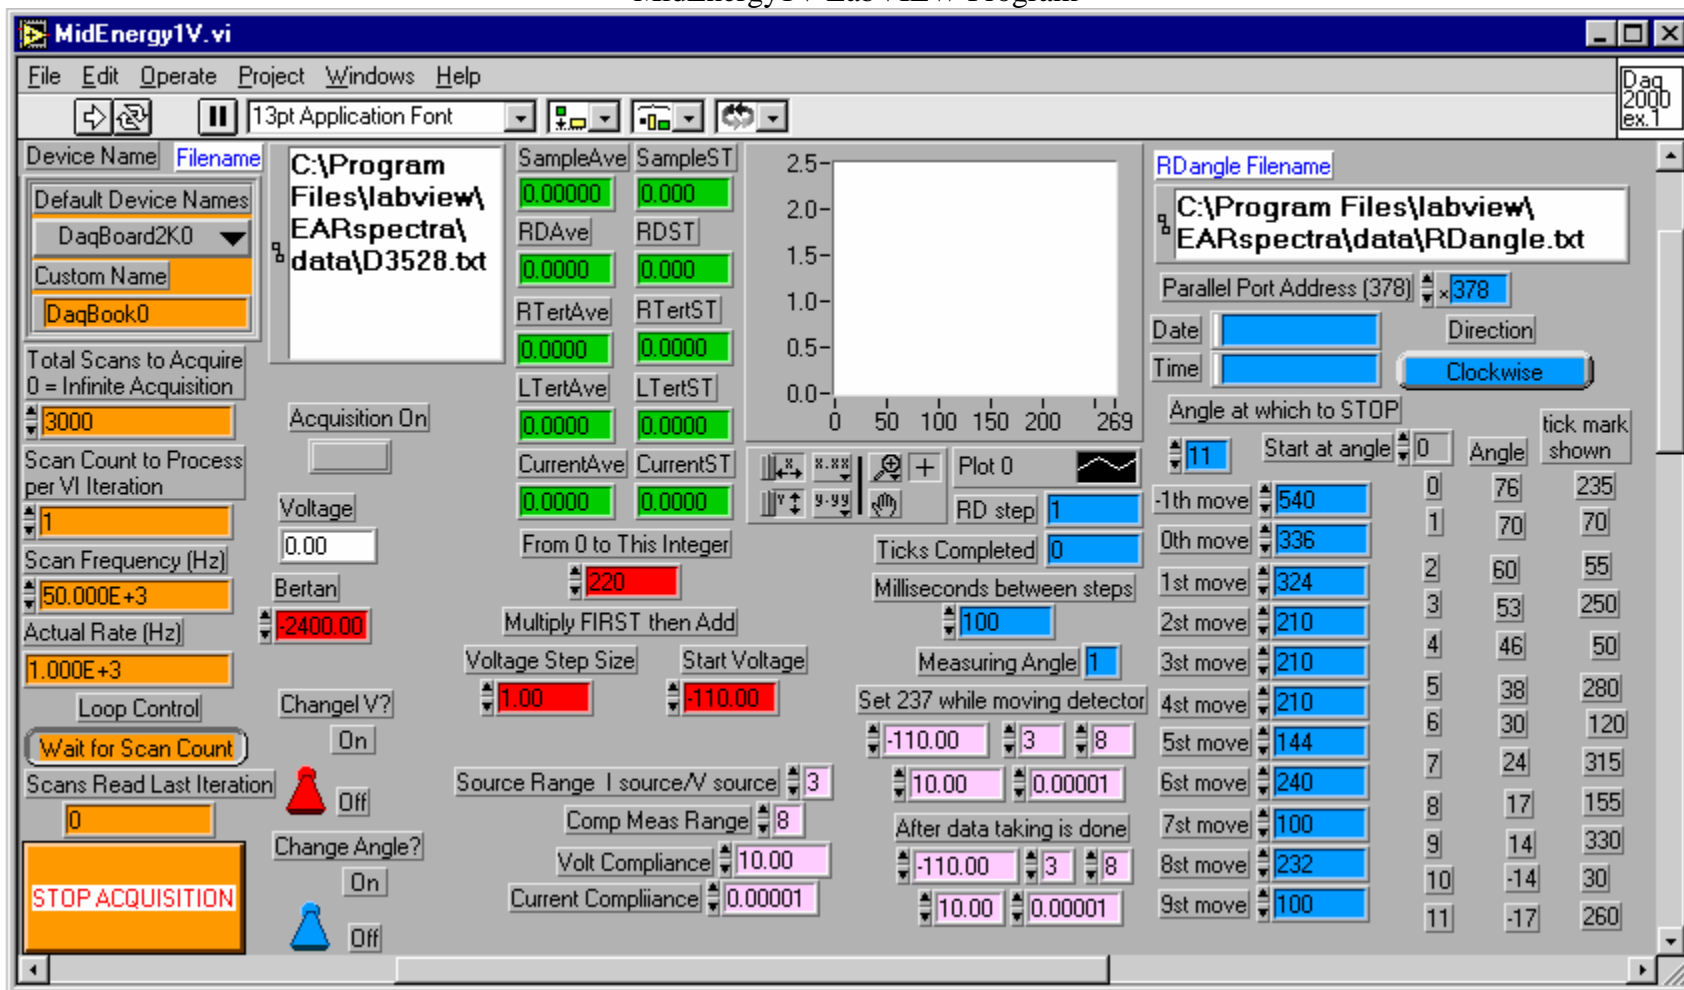 MidEnergy1V LabVIEW Program
MidEnergy1V.vi
File Edit Operate Project Windows Help
13pt Application Font
Daq
2000
ex.1
Device Name Filename
Default Device Names
DaqBoard2K0
Custom Name
DaqBook0
Total Scans to Acquire
0 = Infinite Acquisition
3000
Scan Count to Process
per VI Iteration
1
Scan Frequency (Hz)
50.000E+3
Actual Rate (Hz)
1.000E+3
Loop Control
Wait for Scan Count
Scans Read Last Iteration
0
STOP ACQUISITION
C:\Program
Files\labview\
EARspectra\
data\D3528.txt
Acquisition On
Voltage
0.00
Bertan
-2400.00
Changel V?
On
Off
Change Angle?
On
Off
SampleAve SampleST
0.00000 0.000
RDAve RDST
0.0000 0.000
RTertAve RTertST
0.0000 0.0000
LTertAve LTertST
0.0000 0.0000
CurrentAve CurrentST
0.0000 0.0000
From 0 to This Integer
220
Multiply FIRST then Add
Voltage Step Size Start Voltage
1.00 -110.00
Source Range I source/V source 3
Comp Meas Range 8
Volt Compliance 10.00
Current Compliiance 0.00001
2.5
2.0
1.5
1.0
0.5
0.0
0 50 100 150 200 269
x.xx
y.yy
Plot 0
RD step 1
Ticks Completed 0
Milliseconds between steps
100
Measuring Angle 1
Set 237 while moving detector
-110.00 3 8
10.00 0.00001
After data taking is done
-110.00 3 8
10.00 0.00001
RDangle Filename
C:\Program Files\labview\
EARspectra\data\RDangle.txt
Parallel Port Address (378) x378
Date
Time
Direction
Clockwise
Angle at which to STOP
11
Start at angle 0
-1th move 540
0th move 336
1st move 324
2st move 210
3st move 210
4st move 210
5st move 144
6st move 240
7st move 100
8st move 232
9st move 100
Angle tick mark
shown
0 76 235
1 70 70
2 60 55
3 53 250
4 46 50
5 38 280
6 30 120
7 24 315
8 17 155
9 14 330
10 -14 30
11 -17 260